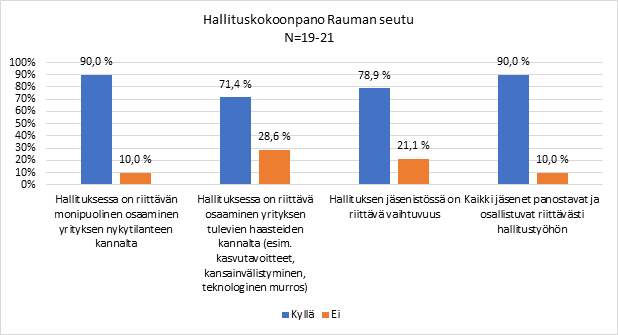 Hallituskokoonpano Rauman seutu
N=19-21
100%
90%
80%
70%
60%
50%
40%
30%
20%
10%
0%
90,0 %
10,0 %
71,4 %
28,6 %
78,9 %
21,1 %
90,0 %
10,0 %
Hallituksessa on riittävän
monipuolinen osaaminen
yrityksen nykytilanteen
kannalta
Hallituksessa on riittävä
osaaminen yrityksen
tulevien haasteiden
kannalta (esim.
kasvutavoitteet,
kansainvälistyminen,
teknologinen murros)
Hallituksen jäsenistössä on
riittävä vaihtuvuus
Kaikki jäsenet panostavat ja
osallistuvat riittävästi
hallitustyöhön
Kyllä
Ei